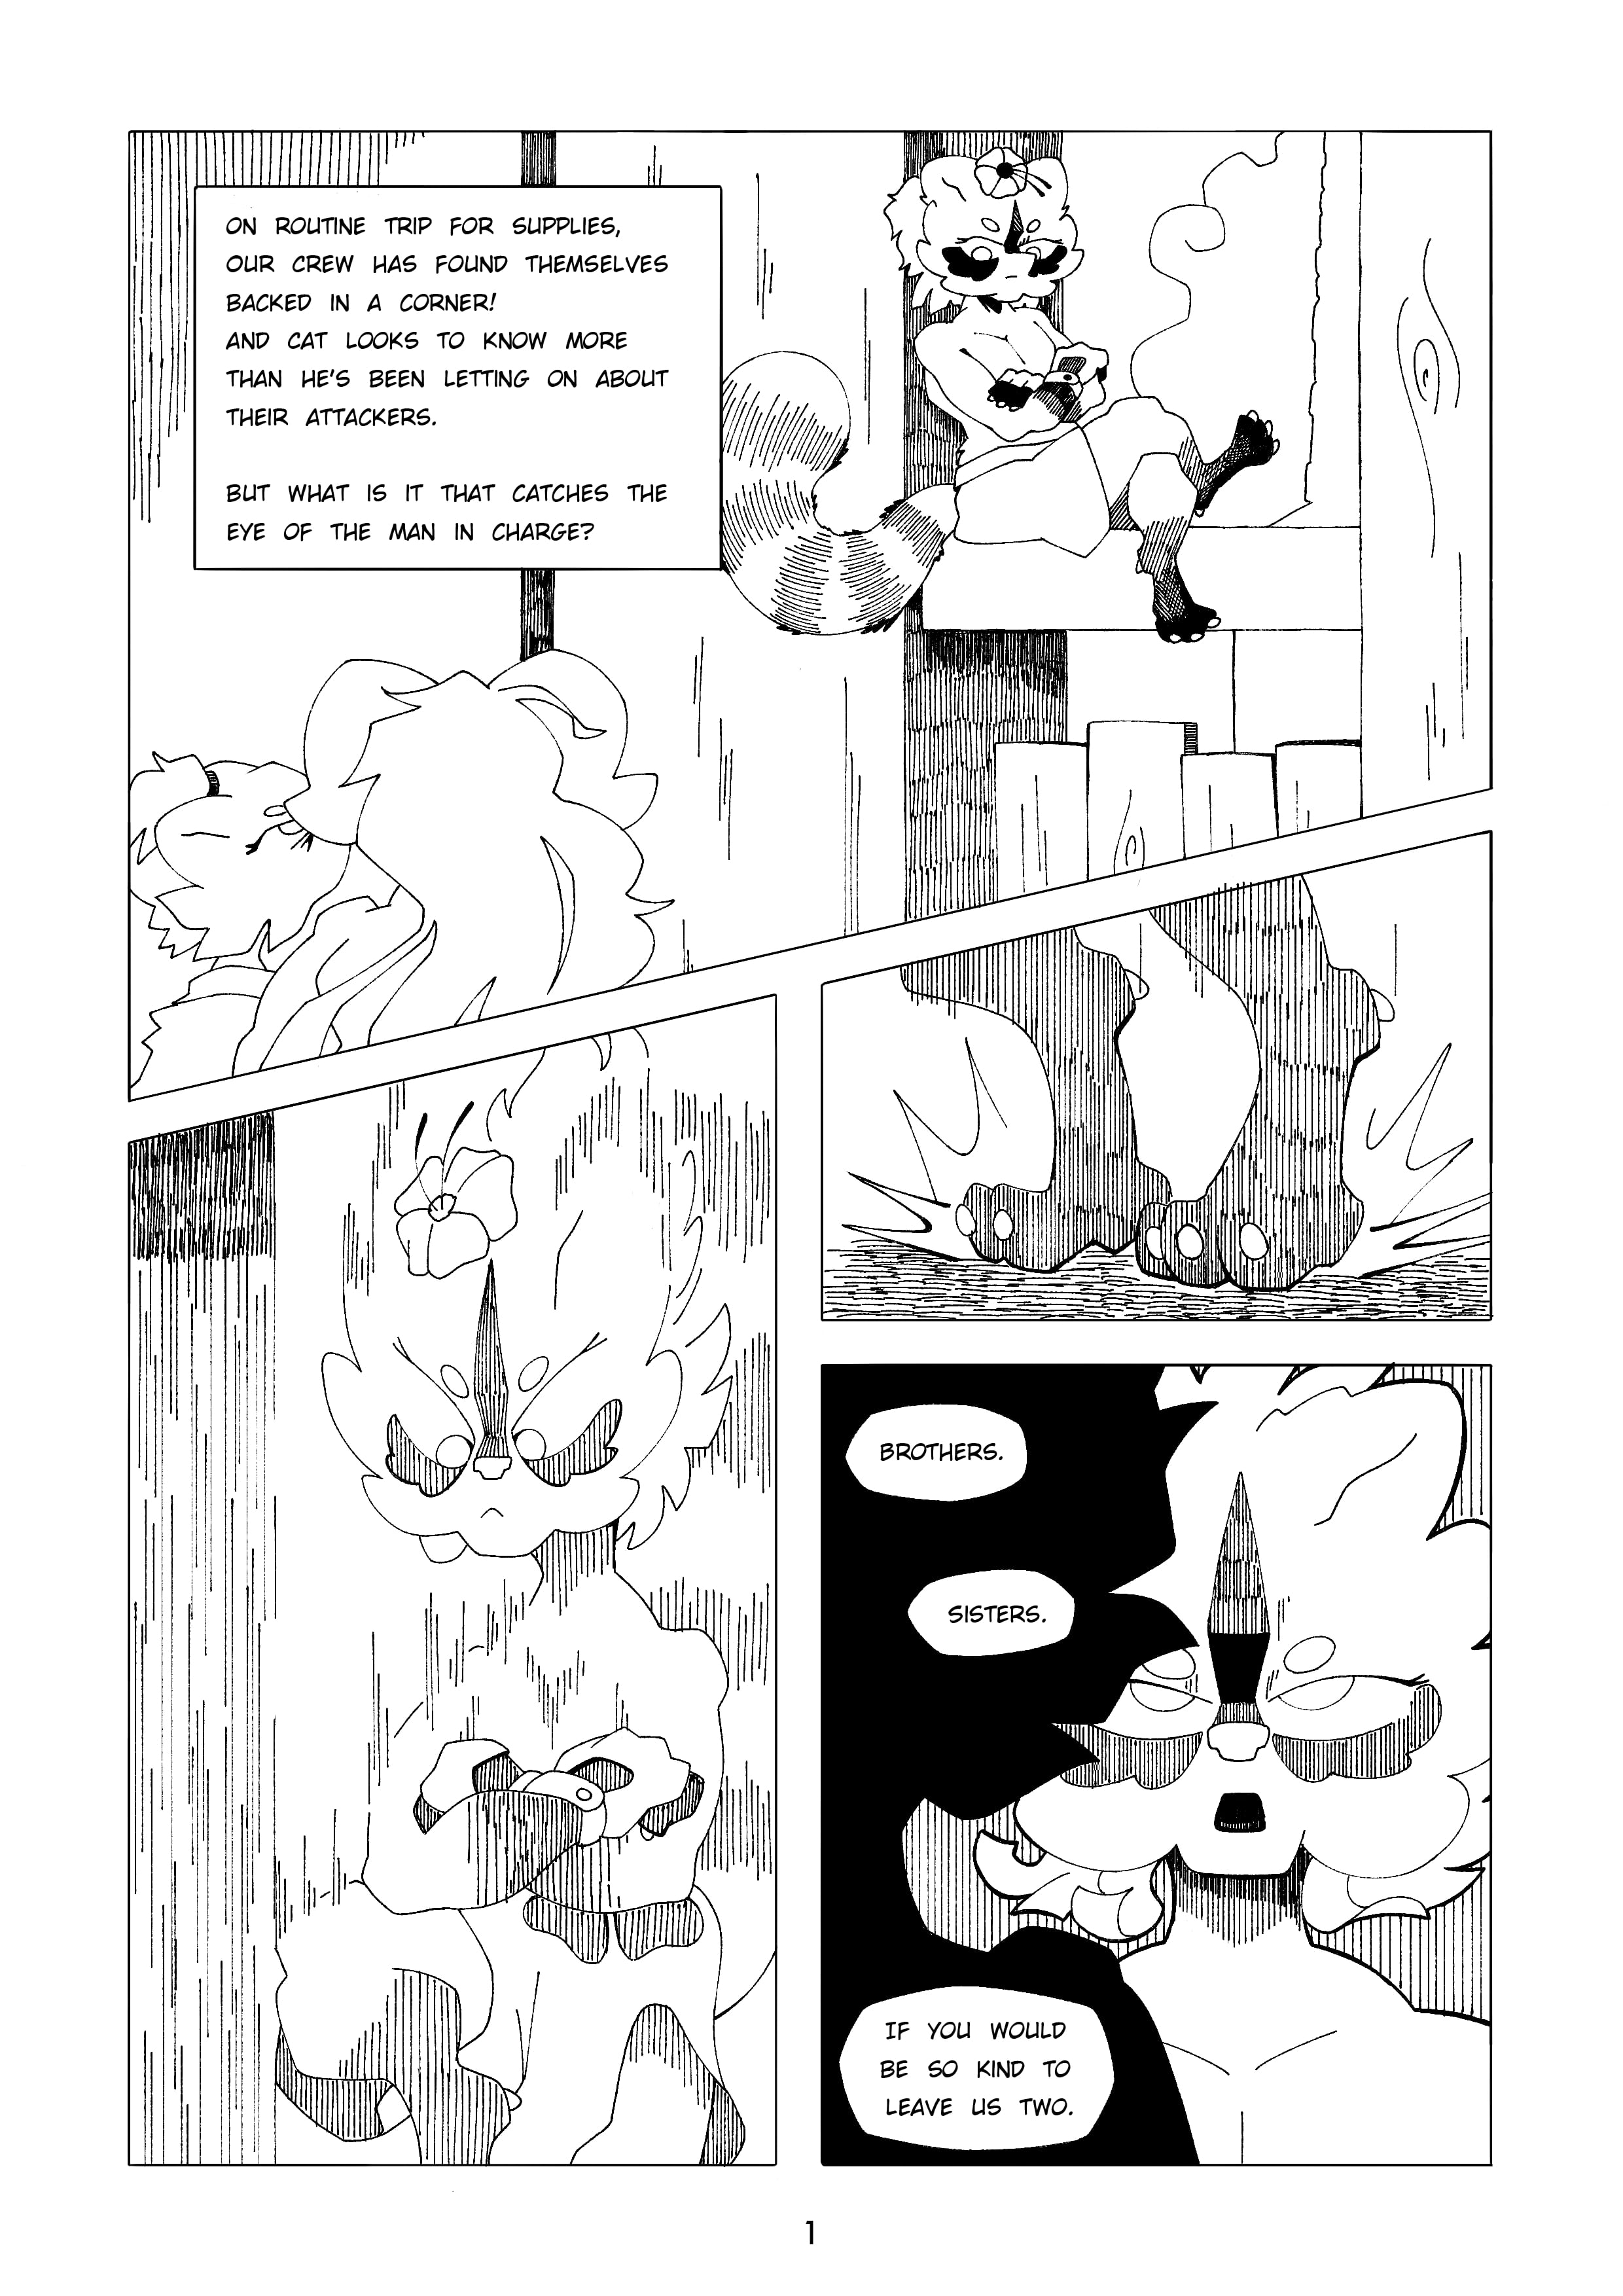 ON ROUTINE TRIP FOR SUPPLIES,
OUR CREW HAS FOUND THEMSELVES
BACKED IN A CORNER!
AND CAT LOOKS TO KNOW MORE
THAN HE'S BEEN LETTING ON ABOUT
THEIR ATTACKERS.
BUT WHAT IS IT THAT CATCHES THE
EYE OF THE MAN IN CHARGE?
BROTHERS.
SISTERS.
IF YOU WOULD
BE SO KIND TO
LEAVE US TWO.
1